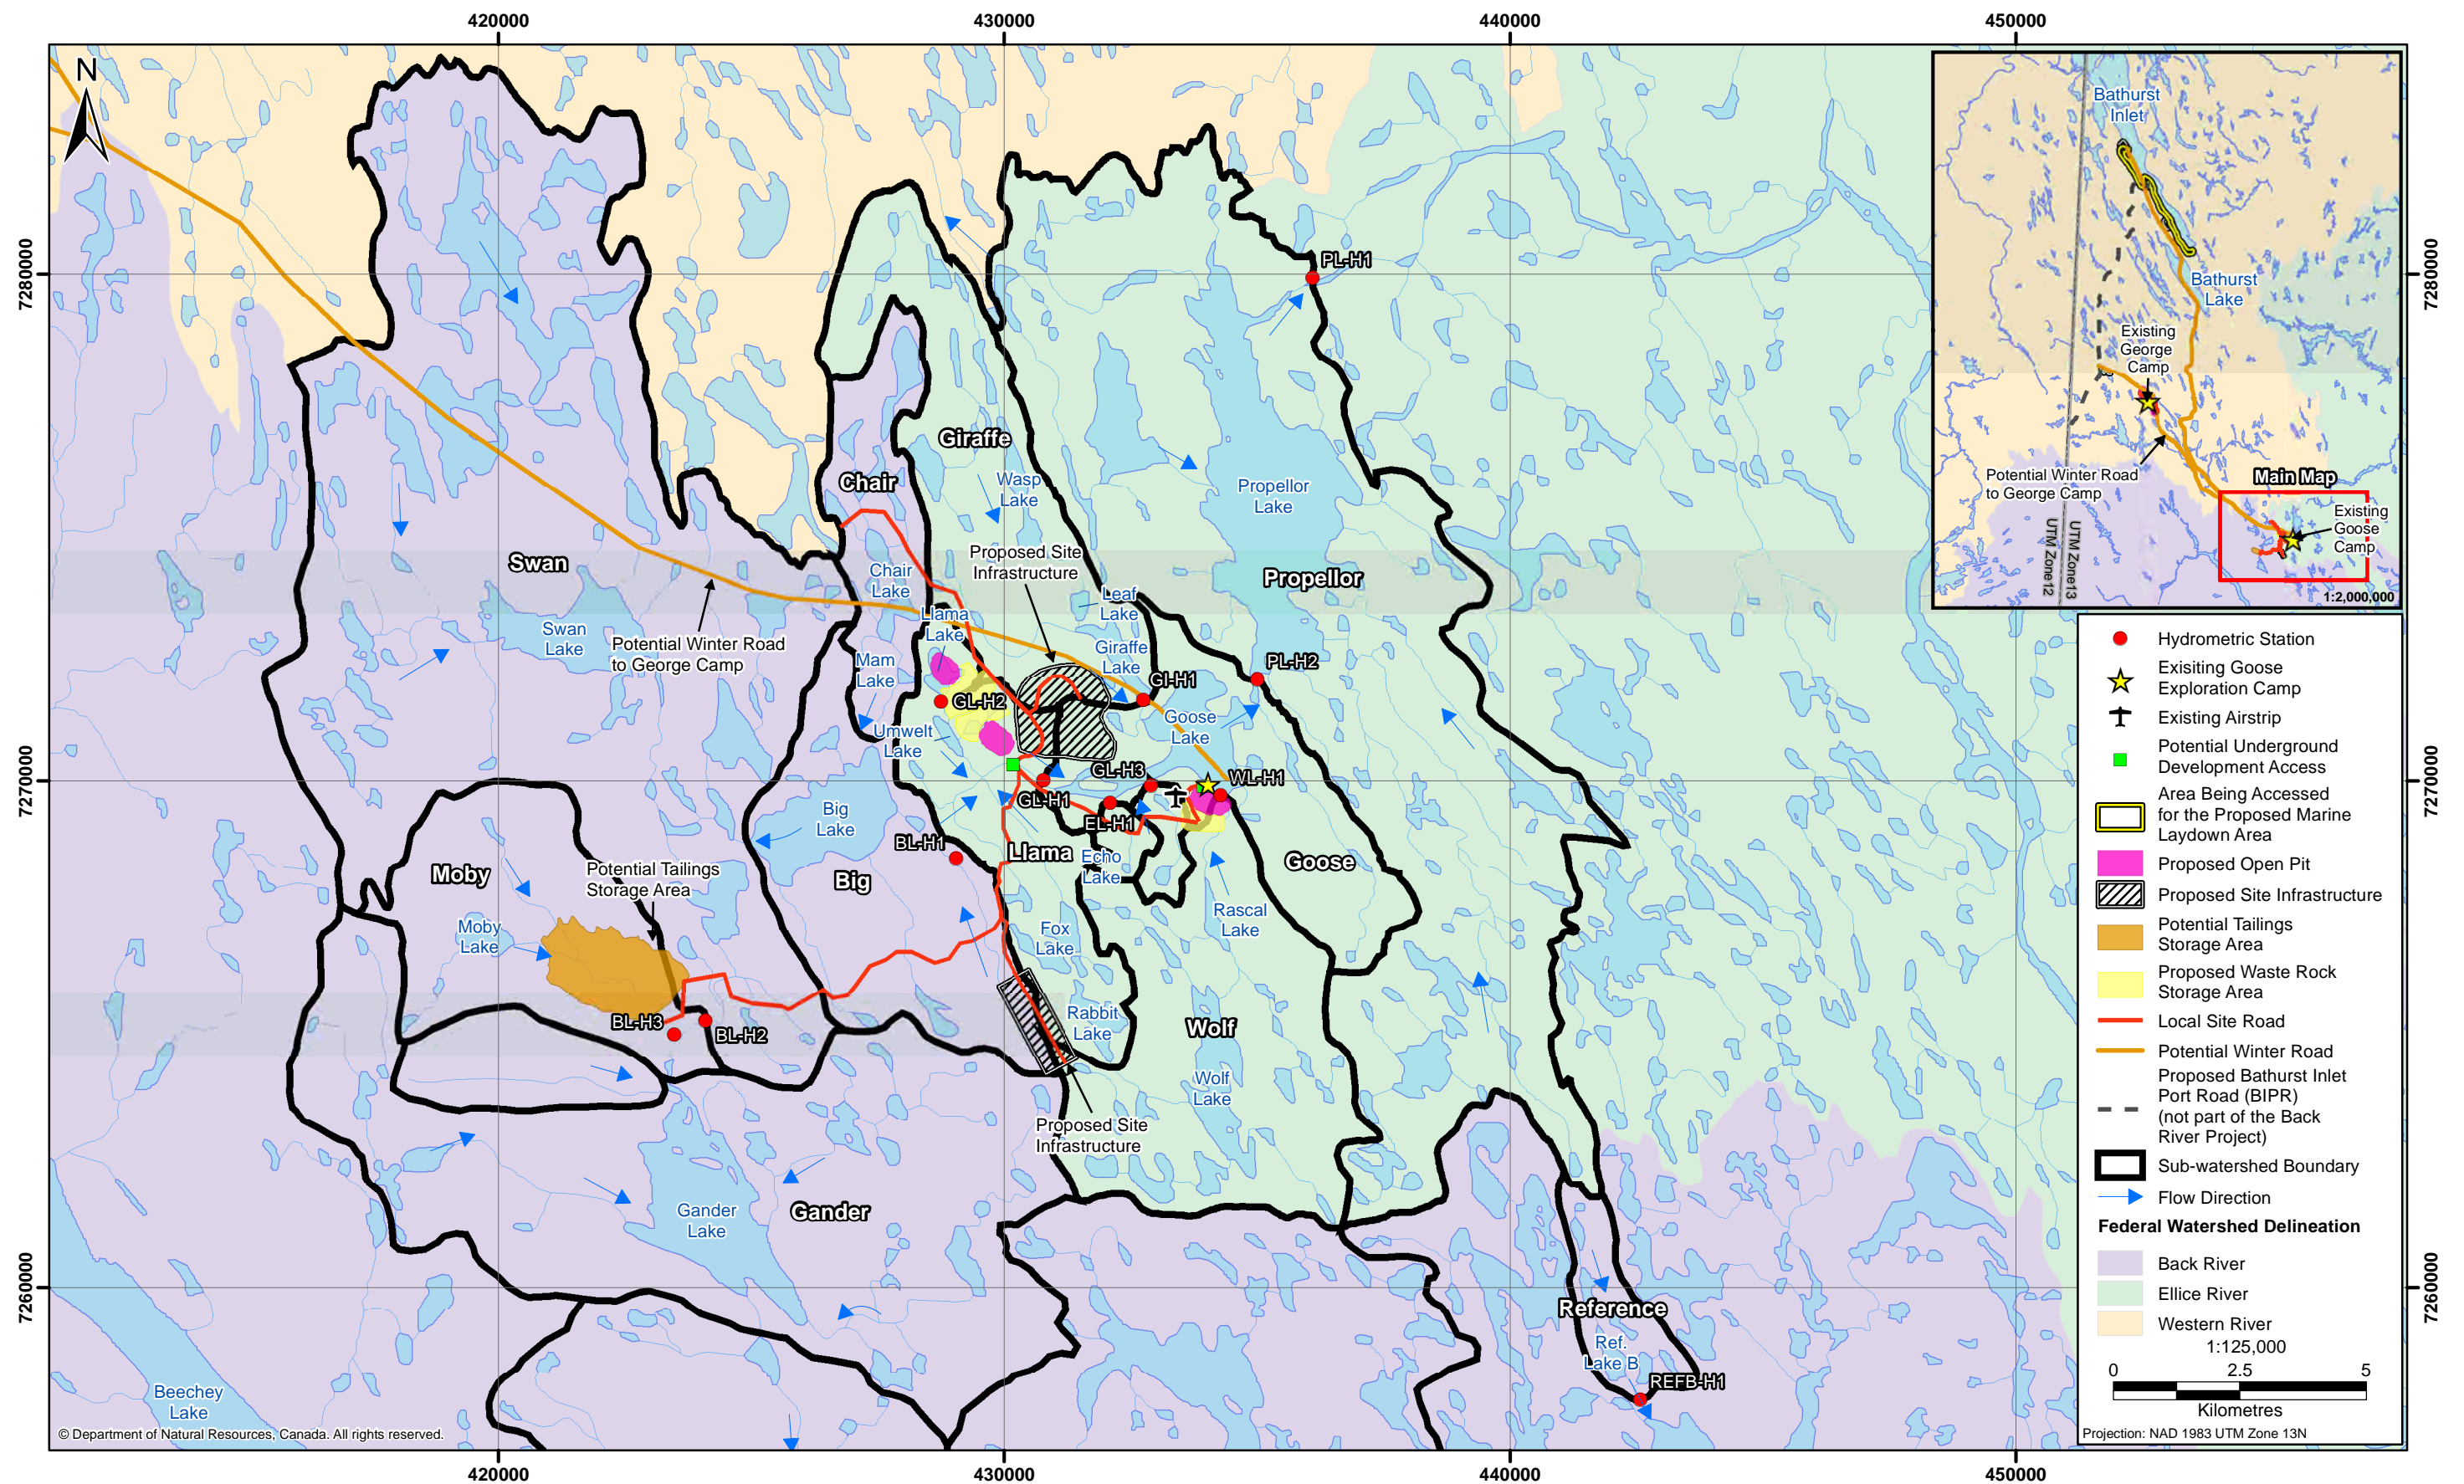 420000
430000
440000
450000
N
7280000
7280000
7270000
7270000
7260000
7260000
Bathurst
Inlet
Bathurst
Lake
Existing
George
Camp
Potential Winter Road
to George Camp
Main Map
Existing
Goose
Camp
UTM Zone12
UTM Zone13
1:2,000,000
PL-H1
Giraffe
Chair
Wasp
Lake
Propellor
Lake
Swan
Proposed Site
Infrastructure
Propellor
Chair
Lake
Leaf
Lake
Llama
Lake
Swan
Lake
Potential Winter Road
to George Camp
Mam
Lake
Giraffe
Lake
PL-H2
GI-H1
GL-H2
Goose
Lake
Umwelt
Lake
GL-H3
WL-H1
GL-H1
Big
Lake
EL-H1
BL-H1
Llama
Echo
Lake
Goose
Moby
Potential Tailings
Storage Area
Big
Moby
Lake
Fox
Lake
Rascal
Lake
BL-H3
BL-H2
Rabbit
Lake
Wolf
Wolf
Lake
Proposed Site
Infrastructure
Gander
Lake
Gander
Reference
Ref.
Lake B
REFB-H1
Beechey
Lake
© Department of Natural Resources, Canada. All rights reserved.
Hydrometric Station
Exisiting Goose
Exploration Camp
Existing Airstrip
Potential Underground
Development Access
Area Being Accessed
for the Proposed Marine
Laydown Area
Proposed Open Pit
Proposed Site Infrastructure
Potential Tailings
Storage Area
Proposed Waste Rock
Storage Area
Local Site Road
Potential Winter Road
Proposed Bathurst Inlet
Port Road (BIPR)
(not part of the Back
River Project)
Sub-watershed Boundary
Flow Direction
Federal Watershed Delineation
Back River
Ellice River
Western River
1:125,000
0 2.5 5
Kilometres
Projection: NAD 1983 UTM Zone 13N
420000
430000
440000
450000